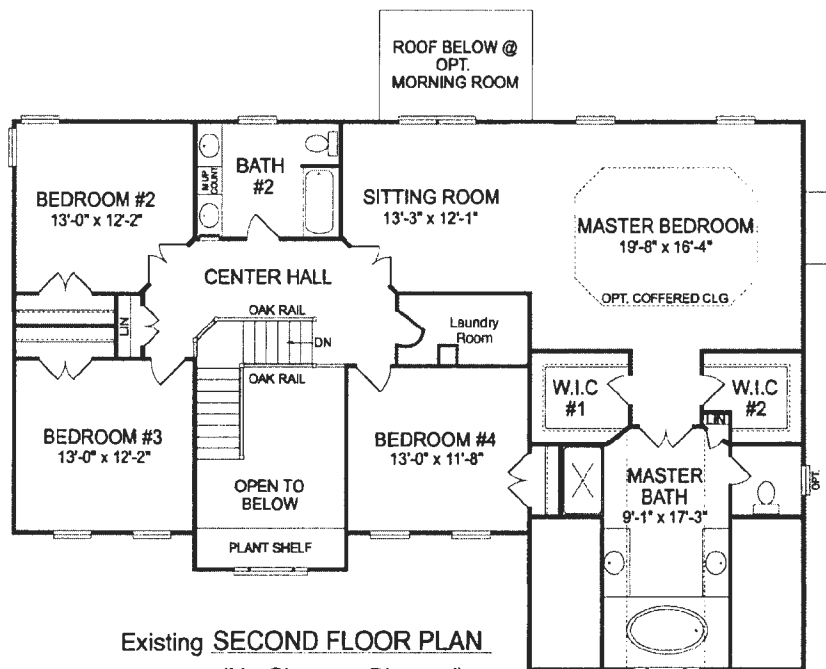 ROOF BELOW @
OPT.
MORNING ROOM
BEDROOM #2
13'-0" x 12'-2"
M UP
COUNT
BATH
#2
SITTING ROOM
13'-3" x 12'-1"
MASTER BEDROOM
19'-8" x 16'-4"
OPT. COFFERED CLG
CENTER HALL
OAK RAIL
LIN
DN
Laundry
Room
OAK RAIL
W.I.C
#1
W.I.C
#2
LIN
BEDROOM #3
13'-0" x 12'-2"
BEDROOM #4
13'-0" x 11'-8"
OPEN TO
BELOW
MASTER
BATH
9'-1" x 17'-3"
OPT.
PLANT SHELF
Existing SECOND FLOOR PLAN